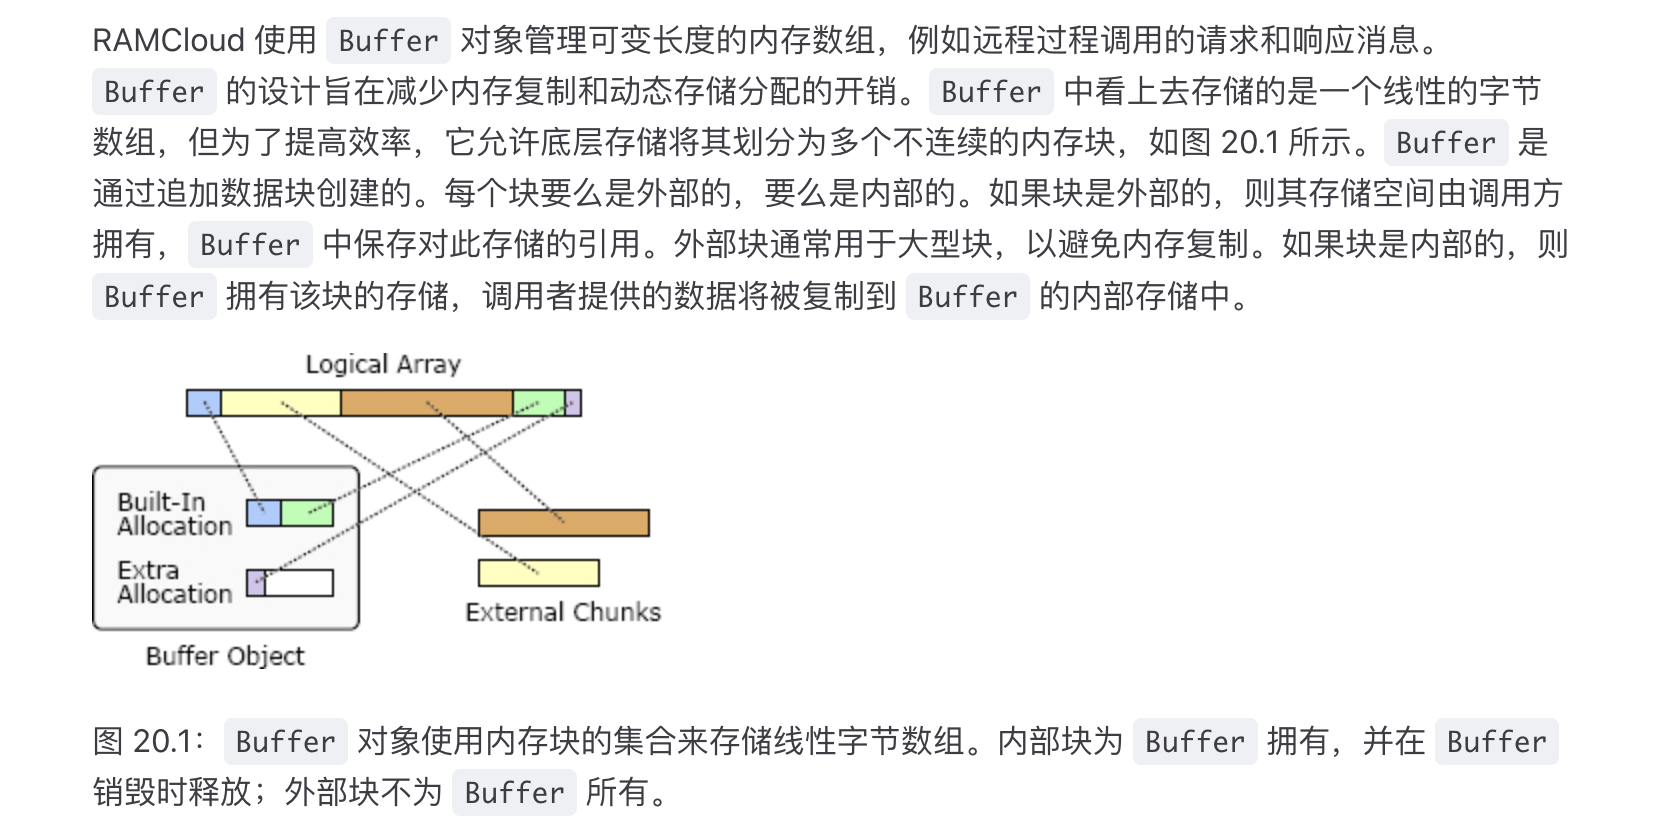 RAMCloud 使用 Buffer 对象管理可变长度的内存数组，例如远程过程调用的请求和响应消息。
Buffer 的设计旨在减少内存复制和动态存储分配的开销。Buffer 中看上去存储的是一个线性的字节
数组，但为了提高效率，它允许底层存储将其划分为多个不连续的内存块，如图 20.1 所示。Buffer 是
通过追加数据块创建的。每个块要么是外部的，要么是内部的。如果块是外部的，则其存储空间由调用方
拥有，Buffer 中保存对此存储的引用。外部块通常用于大型块，以避免内存复制。如果块是内部的，则
Buffer 拥有该块的存储，调用者提供的数据将被复制到 Buffer 的内部存储中。
Logical Array
Built-In
Allocation
Extra
Allocation
External Chunks
Buffer Object
图 20.1：Buffer 对象使用内存块的集合来存储线性字节数组。内部块为 Buffer 拥有，并在 Buffer
销毁时释放；外部块不为 Buffer 所有。